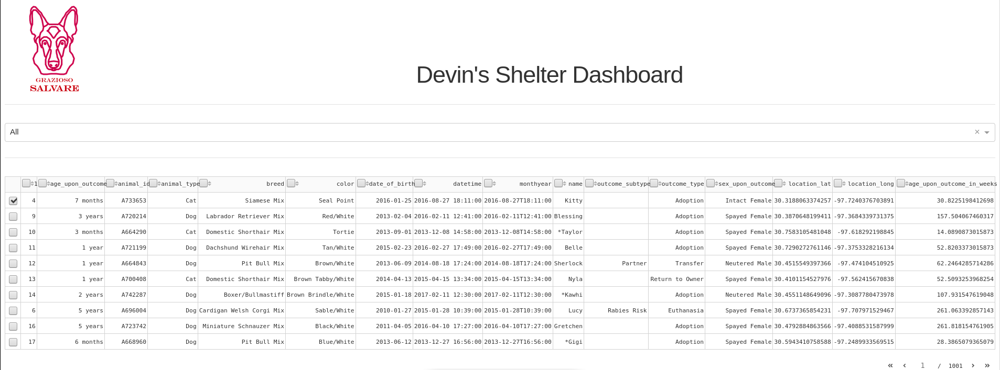 GRAZIOSO
SALVARE
Devin's Shelter Dashboard
All
1 age_upon_outcome animal_id animal_type breed color date_of_birth datetime monthyear name outcome_subtype outcome_type sex_upon_outcome location_lat location_long age_upon_outcome_in_weeks
4 7 months A733653 Cat Siamese Mix Seal Point 2016-01-25 2016-08-27 18:11:00 2016-08-27T18:11:00 Kitty Adoption Intact Female 30.3188063374257 -97.7240376703891 30.8225198412698
9 3 years A720214 Dog Labrador Retriever Mix Red/White 2013-02-04 2016-02-11 12:41:00 2016-02-11T12:41:00 Blessing Adoption Spayed Female 30.3870648199411 -97.3684339731375 157.504067460317
10 3 months A664290 Cat Domestic Shorthair Mix Tortie 2013-09-01 2013-12-08 14:58:00 2013-12-08T14:58:00 *Taylor Adoption Spayed Female 30.7583105481048 -97.618292198845 14.0890873015873
11 1 year A721199 Dog Dachshund Wirehair Mix Tan/White 2015-02-23 2016-02-27 17:49:00 2016-02-27T17:49:00 Belle Adoption Spayed Female 30.7290272761146 -97.3753328216134 52.8203373015873
12 1 year A664843 Dog Pit Bull Mix Brown/White 2013-06-09 2014-08-18 17:24:00 2014-08-18T17:24:00 Sherlock Partner Transfer Neutered Male 30.4515549397366 -97.474104510925 62.2464285714286
13 1 year A700408 Cat Domestic Shorthair Mix Brown Tabby/White 2014-04-13 2015-04-15 13:34:00 2015-04-15T13:34:00 Nyla Return to Owner Spayed Female 30.4101154527976 -97.562415670838 52.5093253968254
14 2 years A742287 Dog Boxer/Bullmastiff Brown Brindle/White 2015-01-18 2017-02-11 12:30:00 2017-02-11T12:30:00 *Kawhi Adoption Neutered Male 30.4551148649096 -97.3087780473978 107.931547619048
6 5 years A696004 Dog Cardigan Welsh Corgi Mix Sable/White 2010-01-27 2015-01-28 10:39:00 2015-01-28T10:39:00 Lucy Rabies Risk Euthanasia Spayed Female 30.6737365854231 -97.707971529467 261.063392857143
16 5 years A723742 Dog Miniature Schnauzer Mix Black/White 2011-04-05 2016-04-10 17:27:00 2016-04-10T17:27:00 Gretchen Adoption Spayed Female 30.4792884863566 -97.4088531587999 261.818154761905
17 6 months A668960 Dog Pit Bull Mix Blue/White 2013-06-12 2013-12-27 16:56:00 2013-12-27T16:56:00 *Gigi Adoption Spayed Female 30.5943410758588 -97.2489933569515 28.3865079365079
« ‹ 1 / 1001 › »